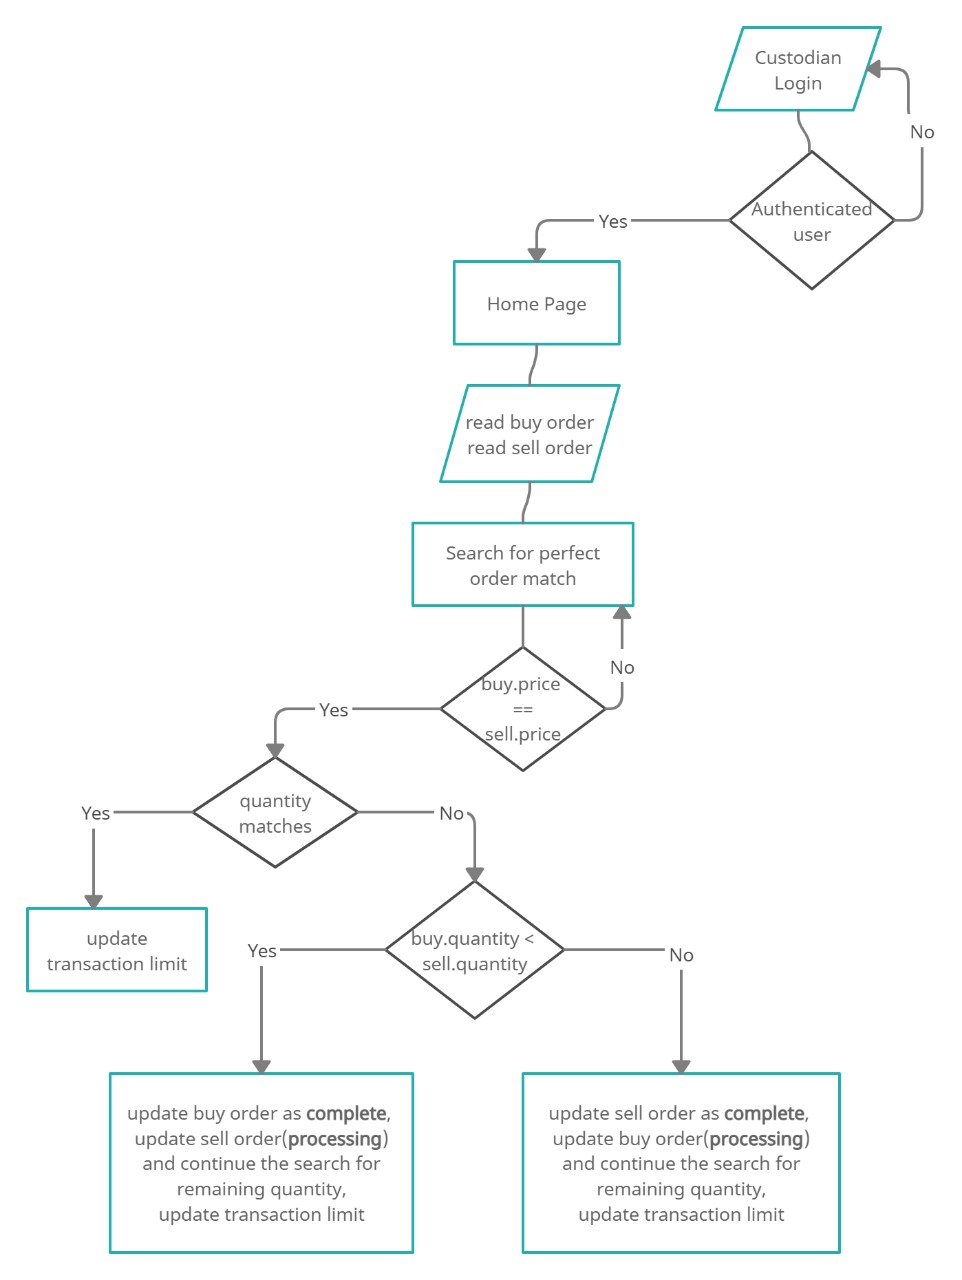 Custodian
Login
No
Authenticated
user
Yes
Home Page
read buy order
read sell order
Search for perfect
order match
No
buy.price
==
sell.price
Yes
quantity
matches
Yes
No
update
transaction limit
buy.quantity <
sell.quantity
Yes
No
update buy order as complete,
update sell order(processing)
and continue the search for
remaining quantity,
update transaction limit
update sell order as complete,
update buy order(processing)
and continue the search for
remaining quantity,
update transaction limit